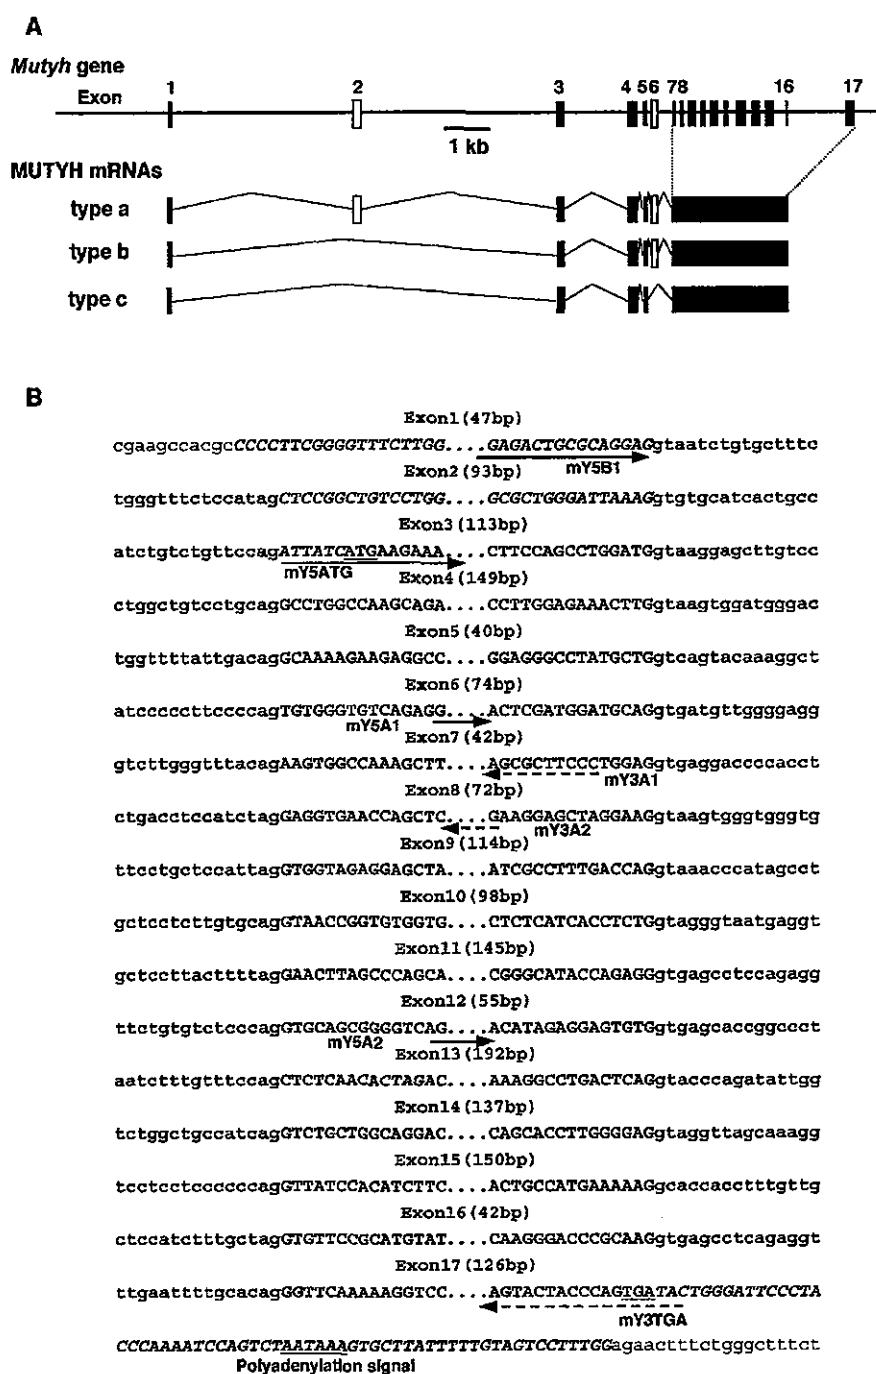 A
Mutyh gene
1 2 3 4 5 6 7 8 16 17
Exon
1 kb
MUTYH mRNAs
type a
type b
type c
B
Exon1(47bp)
cgaagccacgcCCCCTTCGGGGTTTCTTGG....GAGACTGCGCAGGAGgtaatctgtgctttc
mY5B1
Exon2(93bp)
tgggtttctccatagCTCCGGCTGTCCTGG....GCGCTGGGATTAAAGgtgtgcatcactgcc
Exon3(113bp)
atctgtctgttccagATTATCATGAAGAAA....CTTCCAGCCTGGATGgtaaggagcttgtcc
mY5ATG
Exon4(149bp)
ctggctgtcctgcagGCCTGGCCAAGCAGA....CCTTGGAGAAACTTGgtaagtggatgggac
Exon5(40bp)
tggttttattgacagGCAAAAGAAGAGGCC....GGAGGGCCTATGCTGgtcagtacaaaggct
Exon6(74bp)
atcccccttccccagTGTGGGTGTCAGAGG....ACTCGATGGATGCAGgtgatgttggggagg
mY5A1
Exon7(42bp)
gtcttgggtttacagAAGTGGCCAAAGCTT....AGCGCTTCCCTGGAGgtgaggaccccacct
mY3A1
Exon8(72bp)
ctgacctccatctagGAGGTGAACCAGCTC....GAAGGAGCTAGGAAGgtaagtgggtgggtg
mY3A2
Exon9(114bp)
ttcctgctccattagGTGGTAGAGGAGCTA....ATCGCCTTTGACCAGgtaaacccatagcct
Exon10(98bp)
gctcctcttgtgcagGTAACCGGTGTGGTG....CTCTCATCACCTCTGgtagggtaatgaggt
Exon11(145bp)
gctccttacttttagGAACTTAGCCCAGCA....CGGGCATACCAGAGGgtgagcctccagagg
Exon12(55bp)
ttctgtgtctcccagGTGCAGCGGGGTCAG....ACATAGAGGAGTGTGgtgagcaccggccct
mY5A2
Exon13(192bp)
aatctttgtttccagCTCTCAACACTAGAC....AAAGGCCTGACTCAGgtacccagatattgg
Exon14(137bp)
tctggctgccatcagGTCTGCTGGCAGGAC....CAGCACCTTGGGGAGgtaggttagcaaagg
Exon15(150bp)
tcctcctccccccagGTTATCCACATCTTC....ACTGCCATGAAAAAGgcaccacctttgttg
Exon16(42bp)
ctccatctttgctagGTGTTCCGCATGTAT....CAAGGGACCCGCAAGgtgagcctcagaggt
Exon17(126bp)
ttgaattttgcacagGGTTCAAAAAGGTCC....AGTACTACCCAGTGATACTGGGATTCCCTA
mY3TGA
CCCAAAATCCAGTCTAATAAAGTGCTTATTTTTGTAGTCCTTTGGagaactttctgggctttct
Polyadenylation signal